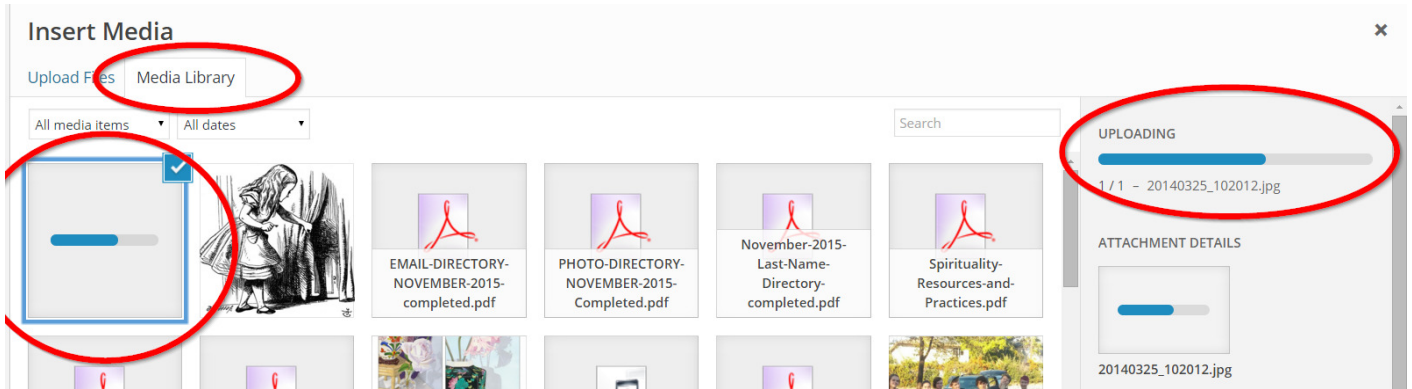 Insert Media
×
Upload Files
Media Library
All media items
All dates
Search
EMAIL-DIRECTORY-
NOVEMBER-2015-
completed.pdf
PHOTO-DIRECTORY-
NOVEMBER-2015-
Completed.pdf
November-2015-
Last-Name-
Directory-
completed.pdf
Spirituality-
Resources-and-
Practices.pdf
UPLOADING
1 / 1 – 20140325_102012.jpg
ATTACHMENT DETAILS
20140325_102012.jpg